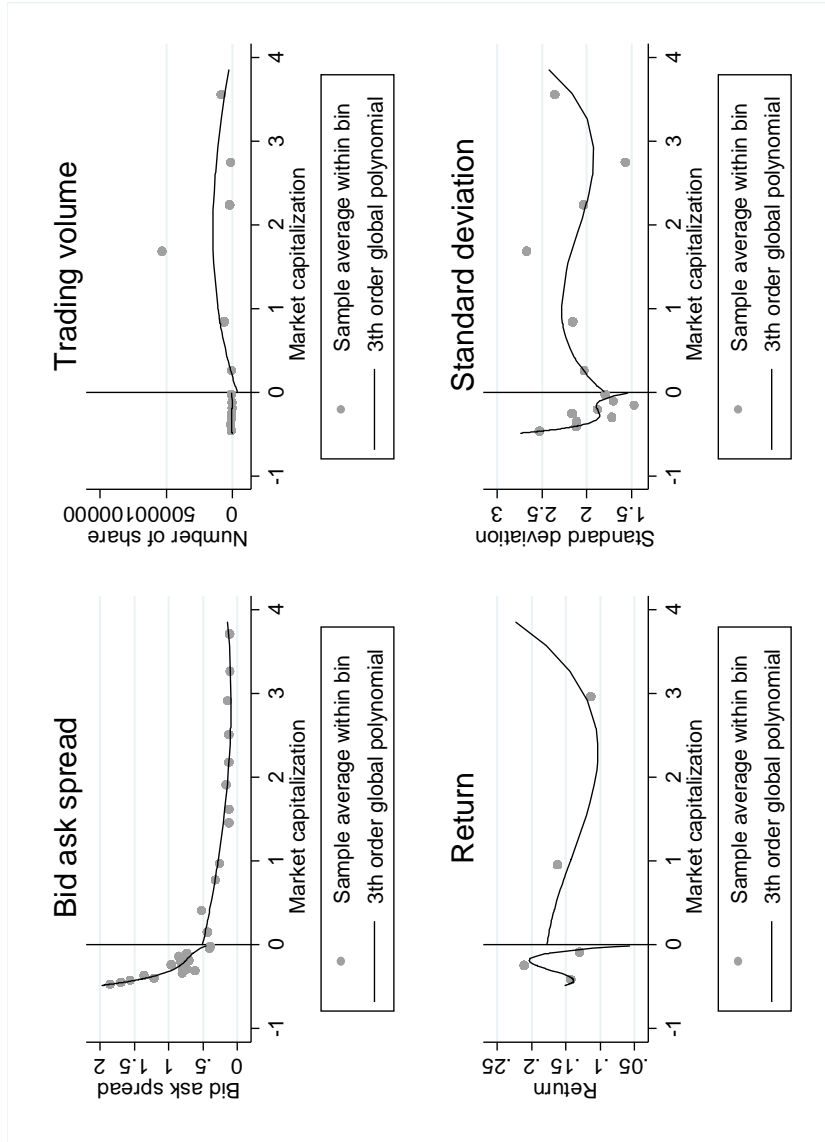 Bid ask spread
Bid ask spread
0 .5 1 1.5 2
-1 0 1 2 3 4
Market capitalization
Sample average within bin
3th order global polynomial
Trading volume
Number of share
0 50000100000
-1 0 1 2 3 4
Market capitalization
Sample average within bin
3th order global polynomial
Return
Return
.05 .1 .15 .2 .25
-1 0 1 2 3 4
Market capitalization
Sample average within bin
3th order global polynomial
Standard deviation
Standard deviation
1.5 2 2.5 3
-1 0 1 2 3 4
Market capitalization
Sample average within bin
3th order global polynomial